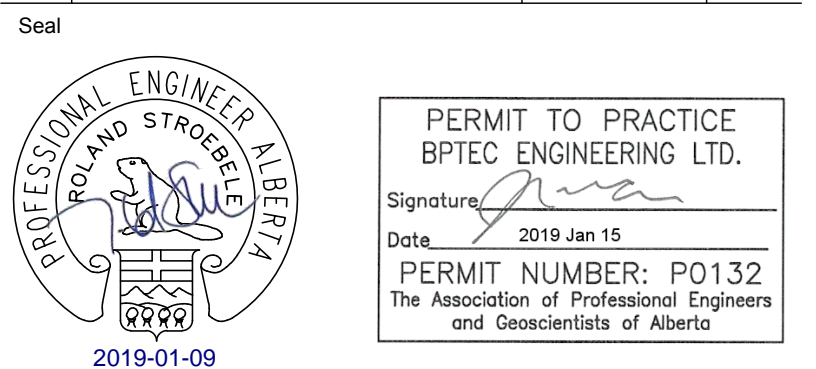 Seal
PROFESSIONAL ENGINEER ALBERTA
ROLAND STROEBELE
2019-01-09
PERMIT TO PRACTICE
BPTEC ENGINEERING LTD.
Signature
Date 2019 Jan 15
PERMIT NUMBER: P0132
The Association of Professional Engineers
and Geoscientists of Alberta